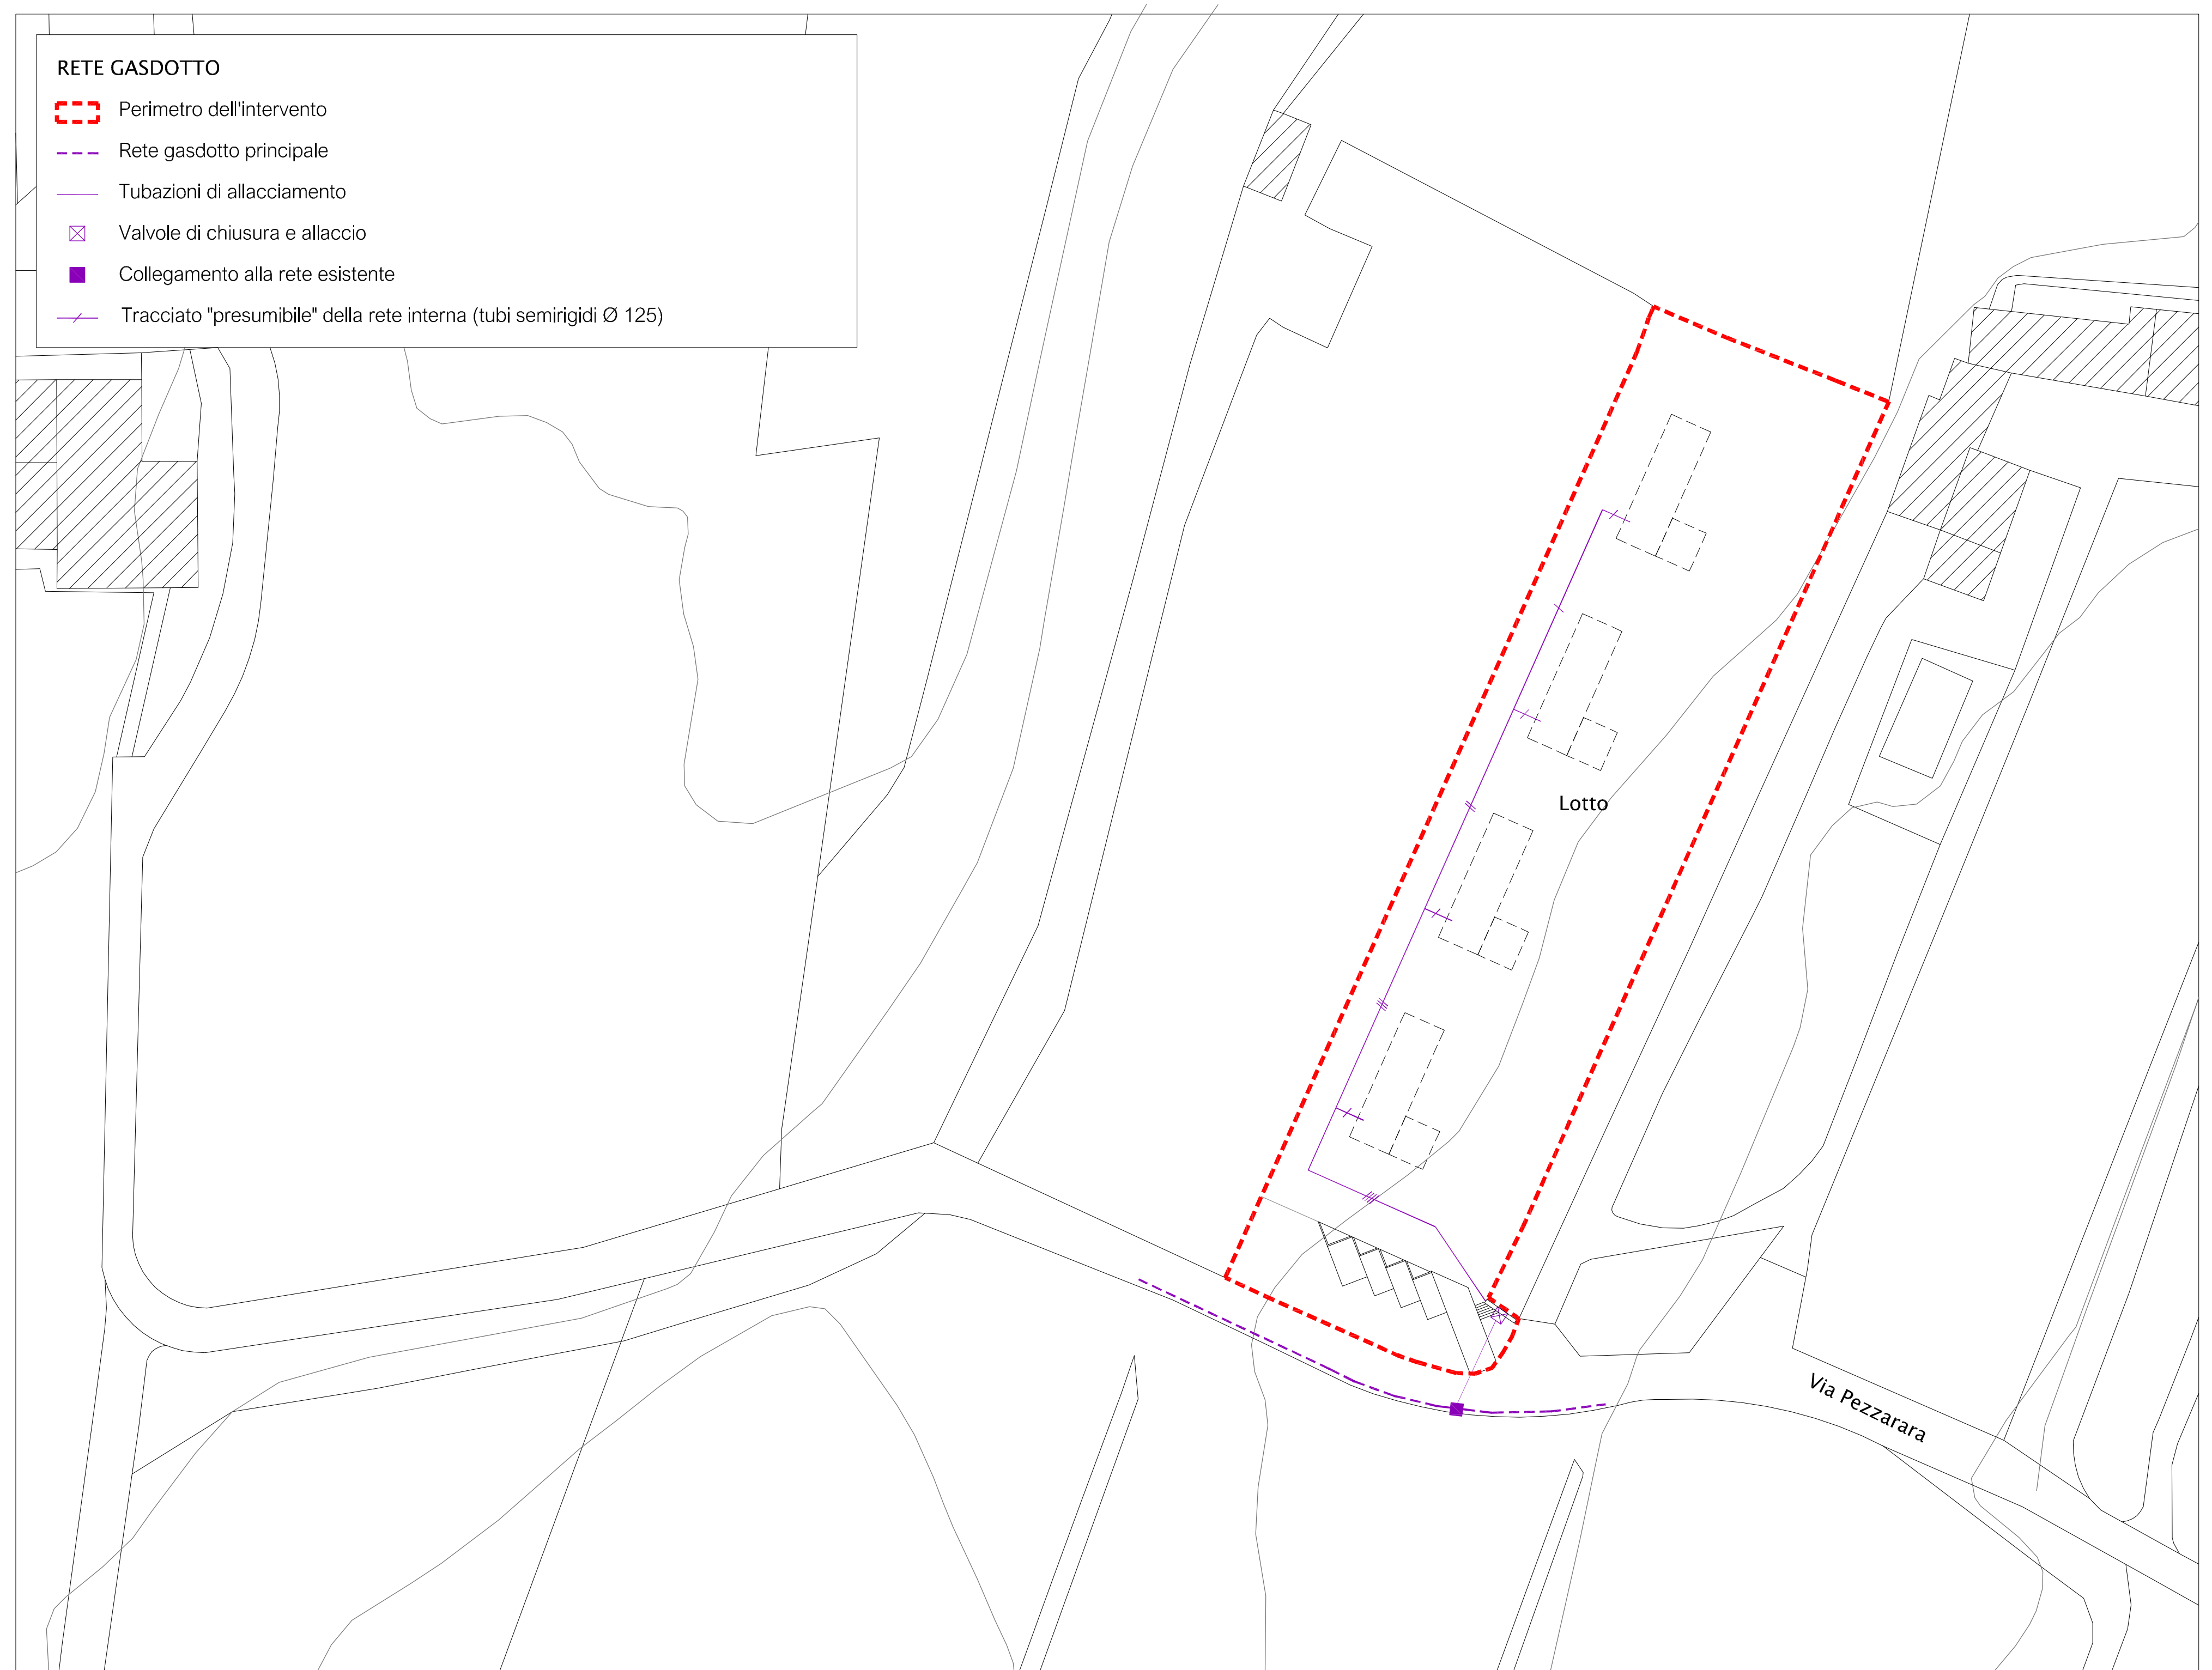 RETE GASDOTTO
Perimetro dell'intervento
Rete gasdotto principale
Tubazioni di allacciamento
Valvole di chiusura e allaccio
Collegamento alla rete esistente
Tracciato "presumibile" della rete interna (tubi semirigidi Ø 125)
Lotto
Via Pezzarara